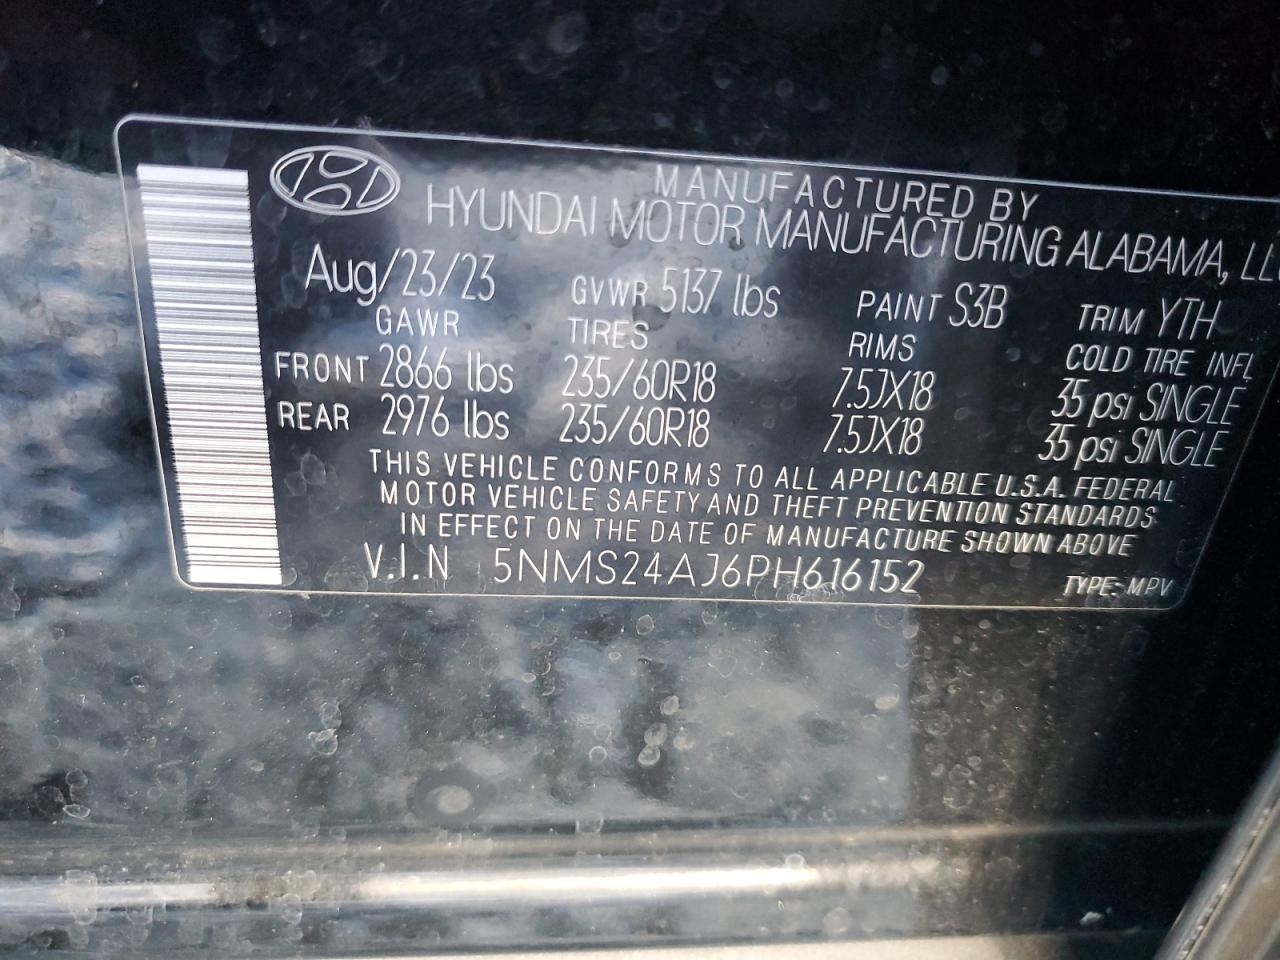 MANUFACTURED BY
HYUNDAI MOTOR MANUFACTURING ALABAMA, LL
Aug/23/23 GVWR 5137 lbs PAINT S3B TRIM YTH
GAWR TIRES RIMS COLD TIRE INFL
FRONT 2866 lbs 235/60R18 7.5JX18 35 psi SINGLE
REAR 2976 lbs 235/60R18 7.5JX18 35 psi SINGLE
THIS VEHICLE CONFORMS TO ALL APPLICABLE U.S.A. FEDERAL
MOTOR VEHICLE SAFETY AND THEFT PREVENTION STANDARDS
IN EFFECT ON THE DATE OF MANUFACTURE SHOWN ABOVE
V.I.N 5NMS24AJ6PH616152 TYPE: MPV